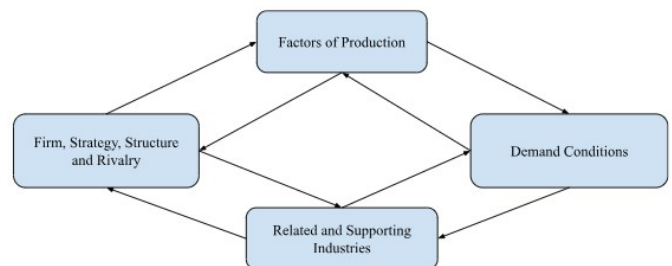 Factors of Production
Firm, Strategy, Structure
and Rivalry
Demand Conditions
Related and Supporting
Industries